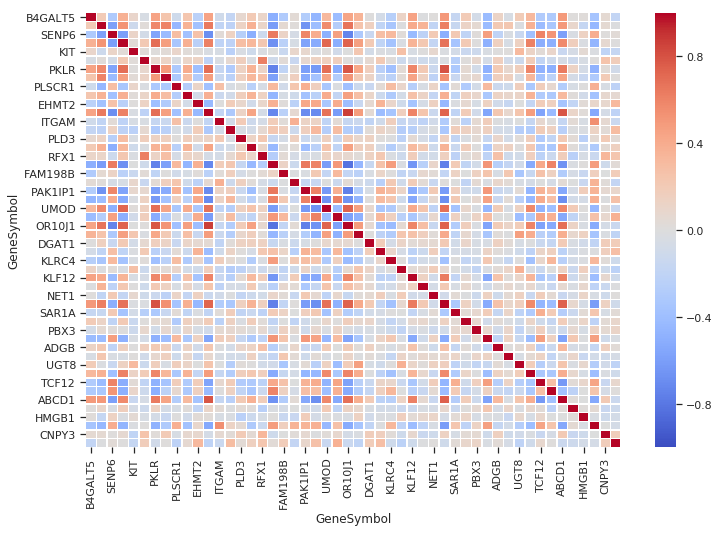 GeneSymbol
B4GALT5
SENP6
KIT
PKLR
PLSCR1
EHMT2
ITGAM
PLD3
RFX1
FAM198B
PAK1IP1
UMOD
OR10J1
DGAT1
KLRC4
KLF12
NET1
SAR1A
PBX3
ADGB
UGT8
TCF12
ABCD1
HMGB1
CNPY3
B4GALT5
SENP6
KIT
PKLR
PLSCR1
EHMT2
ITGAM
PLD3
RFX1
FAM198B
PAK1IP1
UMOD
OR10J1
DGAT1
KLRC4
KLF12
NET1
SAR1A
PBX3
ADGB
UGT8
TCF12
ABCD1
HMGB1
CNPY3
GeneSymbol
0.8
0.4
0.0
−0.4
−0.8